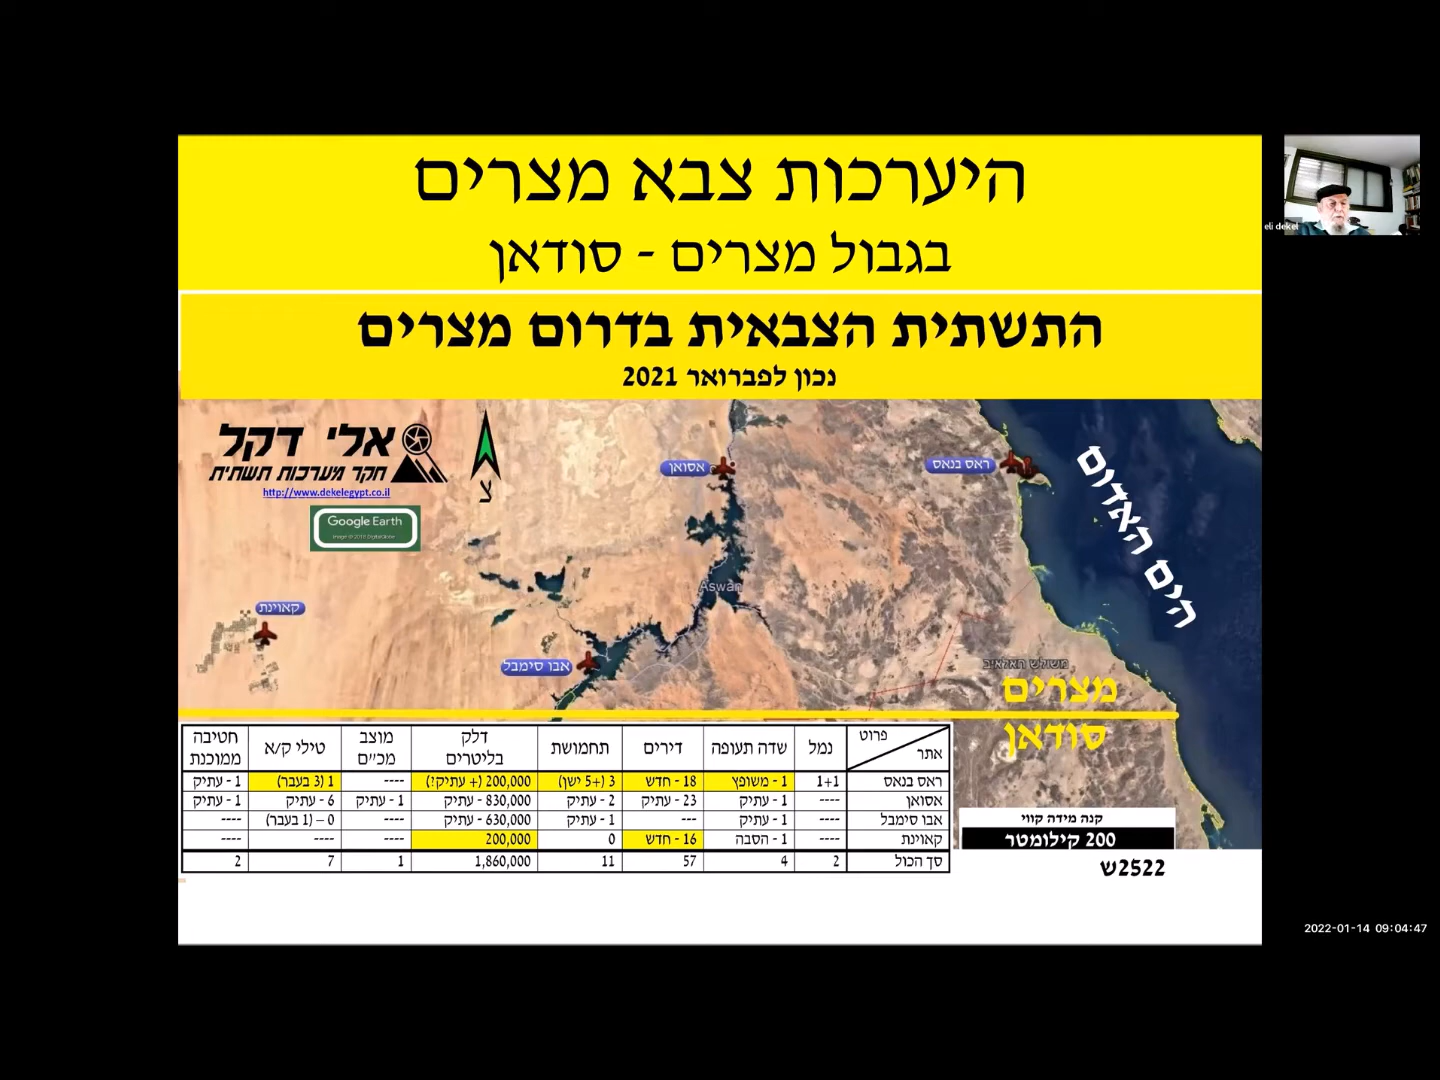 היערכות צבא מצרים
בגבול מצרים - סודאן
התשתית הצבאית בדרום מצרים
נכון לפברואר 2021
אלי דקל
חקר מערכות תשתית
http://www.dekelegypt.co.il
Google Earth
צ
אסואן
ראס בנאס
הים האדום
Aswan
קאוינת
אבו סימבל
משולש חאלאיב
מצרים
סודאן
פרוט אתר | נמל | שדה תעופה | דירים | תחמושת | דלק בליטרים | מוצב מכ״ם | טילי ק/א | חטיבה ממוכנת
ראס בנאס | 1+1 | 1 - משופץ | 18 - חדש | 3 (+5 ישן) | 200,000 (+ עתיק?) | ---- | 1 (3 בעבר) | 1 - עתיק
אסואן | ---- | 1 - עתיק | 23 - עתיק | 2 - עתיק | 830,000 - עתיק | 1 - עתיק | 6 - עתיק | 1 - עתיק
אבו סימבל | ---- | 1 - עתיק | --- | 1 - עתיק | 630,000 - עתיק | ---- | 0 – (1 בעבר) | ----
קאוינת | ---- | 1 - הסבה | 16 - חדש | 0 | 200,000 | ---- | ---- | ----
סך הכול | 2 | 4 | 57 | 11 | 1,860,000 | 1 | 7 | 2
קנה מידה קווי
200 קילומטר
2522ש
eli dekel
2022-01-14 09:04:47